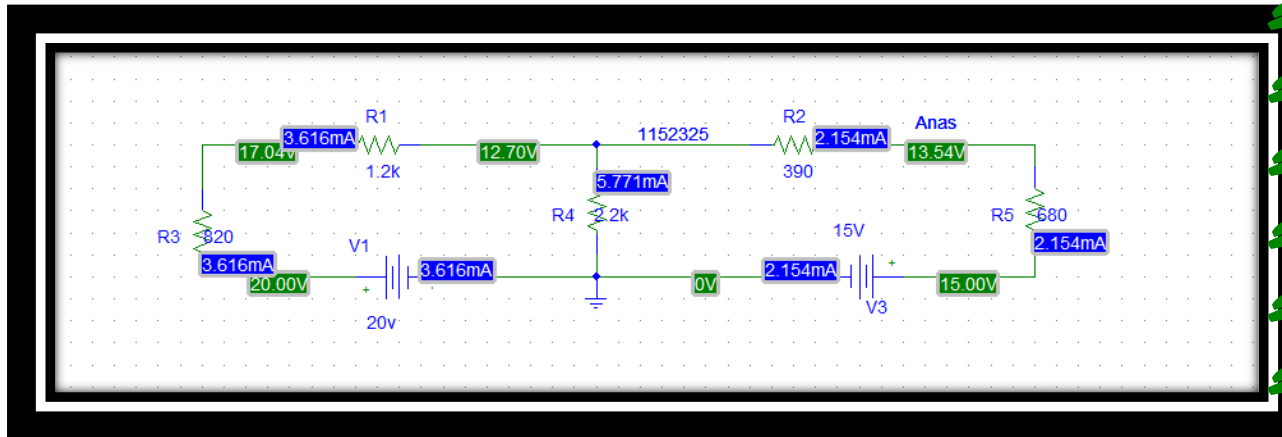 R1
R2
Anas
1152325
17.04V
3.616mA
12.70V
2.154mA
13.54V
1.2k
390
5.771mA
R4
2.2k
R5
680
R3
820
V1
15V
2.154mA
3.616mA
3.616mA
2.154mA
+
20.00V
+
0V
15.00V
20v
V3